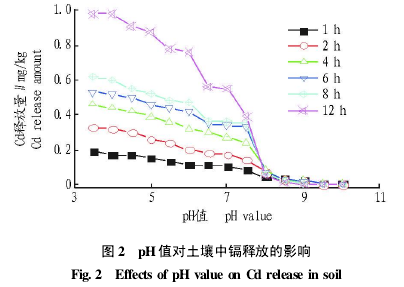 Cd释放量 // mg/kg
Cd release amount
1.0
0.8
0.6
0.4
0.2
0
3
5
7
9
11
pH值 pH value
1 h
2 h
4 h
6 h
8 h
12 h
图2 pH值对土壤中镉释放的影响
Fig. 2 Effects of pH value on Cd release in soil